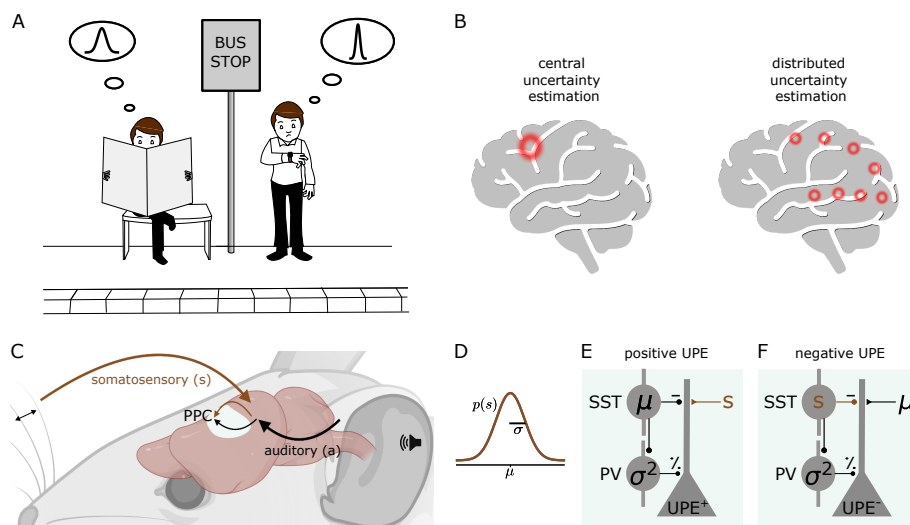 A
BUS
STOP
B
central
uncertainty
estimation
distributed
uncertainty
estimation
C
somatosensory (s)
PPC
auditory (a)
D
p(s)
σ
μ
E
positive UPE
SST
μ
-
s
PV
σ²
⁒
UPE⁺
F
negative UPE
SST
s
-
μ
PV
σ²
⁒
UPE⁻